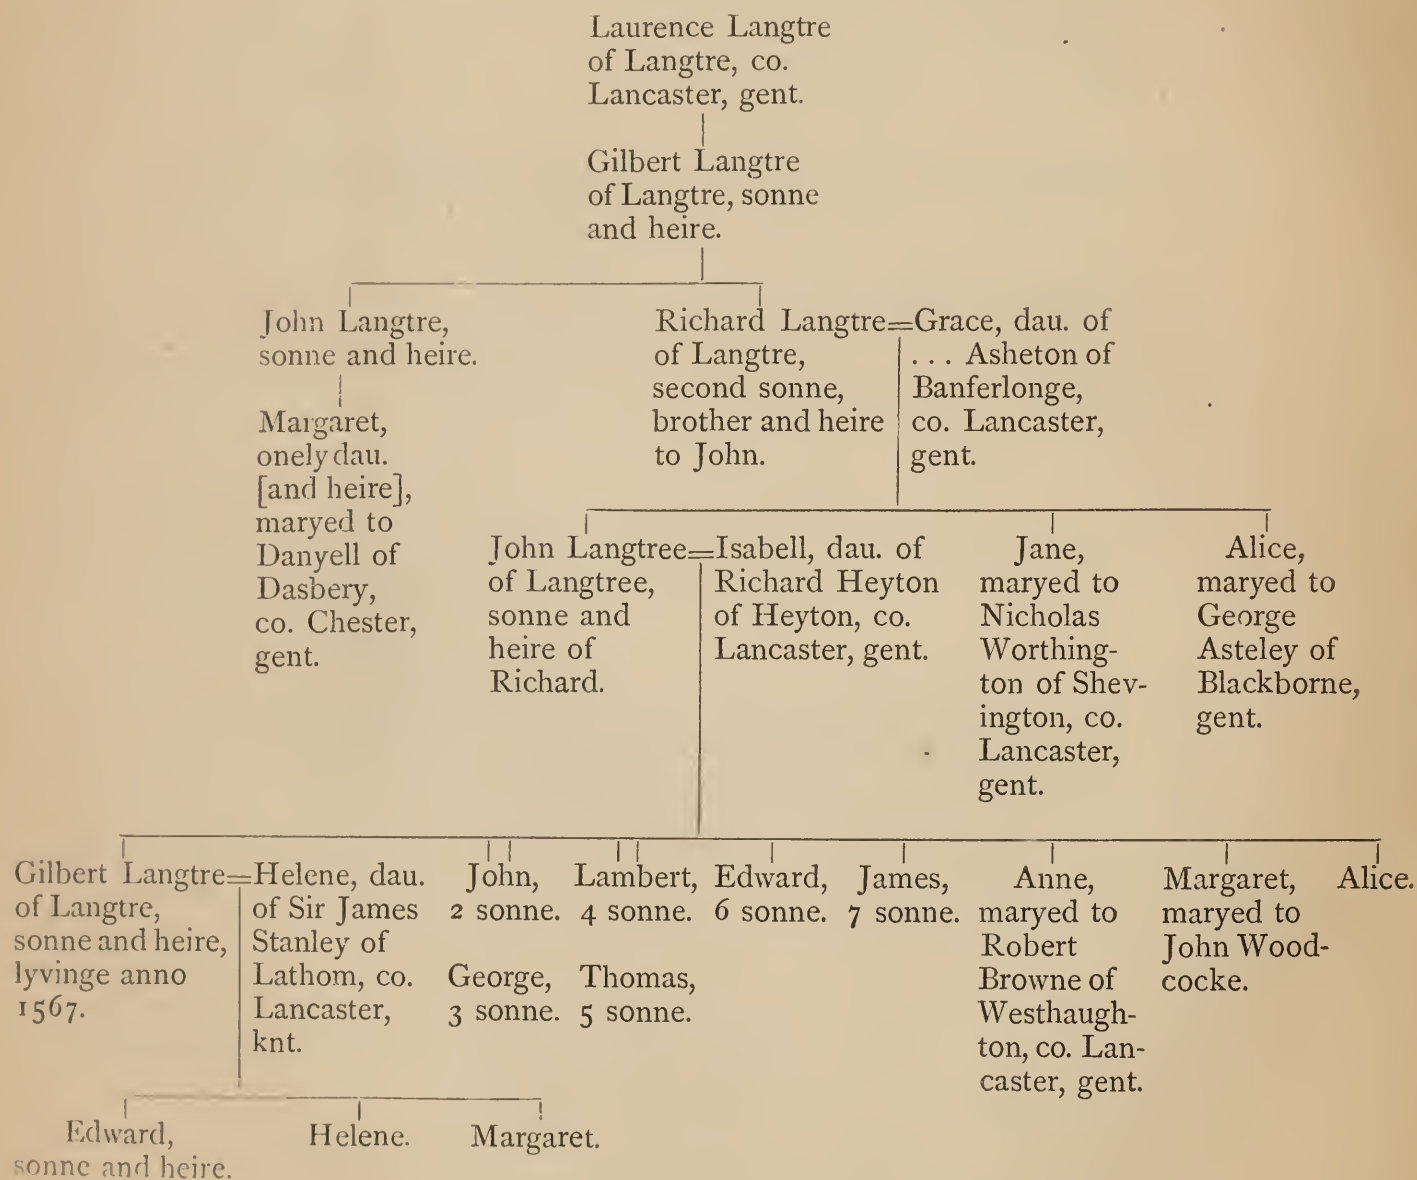 Laurence Langtre
of Langtre, co.
Lancaster, gent.
Gilbert Langtre
of Langtre, sonne
and heire.
John Langtre,
sonne and heire.
Margaret,
onely dau.
[and heire],
maryed to
Danyell of
Dasbery,
co. Chester,
gent.
Richard Langtre=
of Langtre,
second sonne,
brother and heire
to John.
Grace, dau. of
... Asheton of
Banferlonge,
co. Lancaster,
gent.
John Langtree=
of Langtree,
sonne and
heire of
Richard.
Isabell, dau. of
Richard Heyton
of Heyton, co.
Lancaster, gent.
Jane,
maryed to
Nicholas
Worthing-
ton of Shev-
ington, co.
Lancaster,
gent.
Alice,
maryed to
George
Asteley of
Blackborne,
gent.
Gilbert Langtre=
of Langtre,
sonne and heire,
lyvinge anno
1567.
Helene, dau.
of Sir James
Stanley of
Lathom, co.
Lancaster,
knt.
John,
2 sonne.
George,
3 sonne.
Lambert,
4 sonne.
Thomas,
5 sonne.
Edward,
6 sonne.
James,
7 sonne.
Anne,
maryed to
Robert
Browne of
Westhaugh-
ton, co. Lan-
caster, gent.
Margaret,
maryed to
John Wood-
cocke.
Alice.
Edward,
sonne and heire.
Helene.
Margaret.